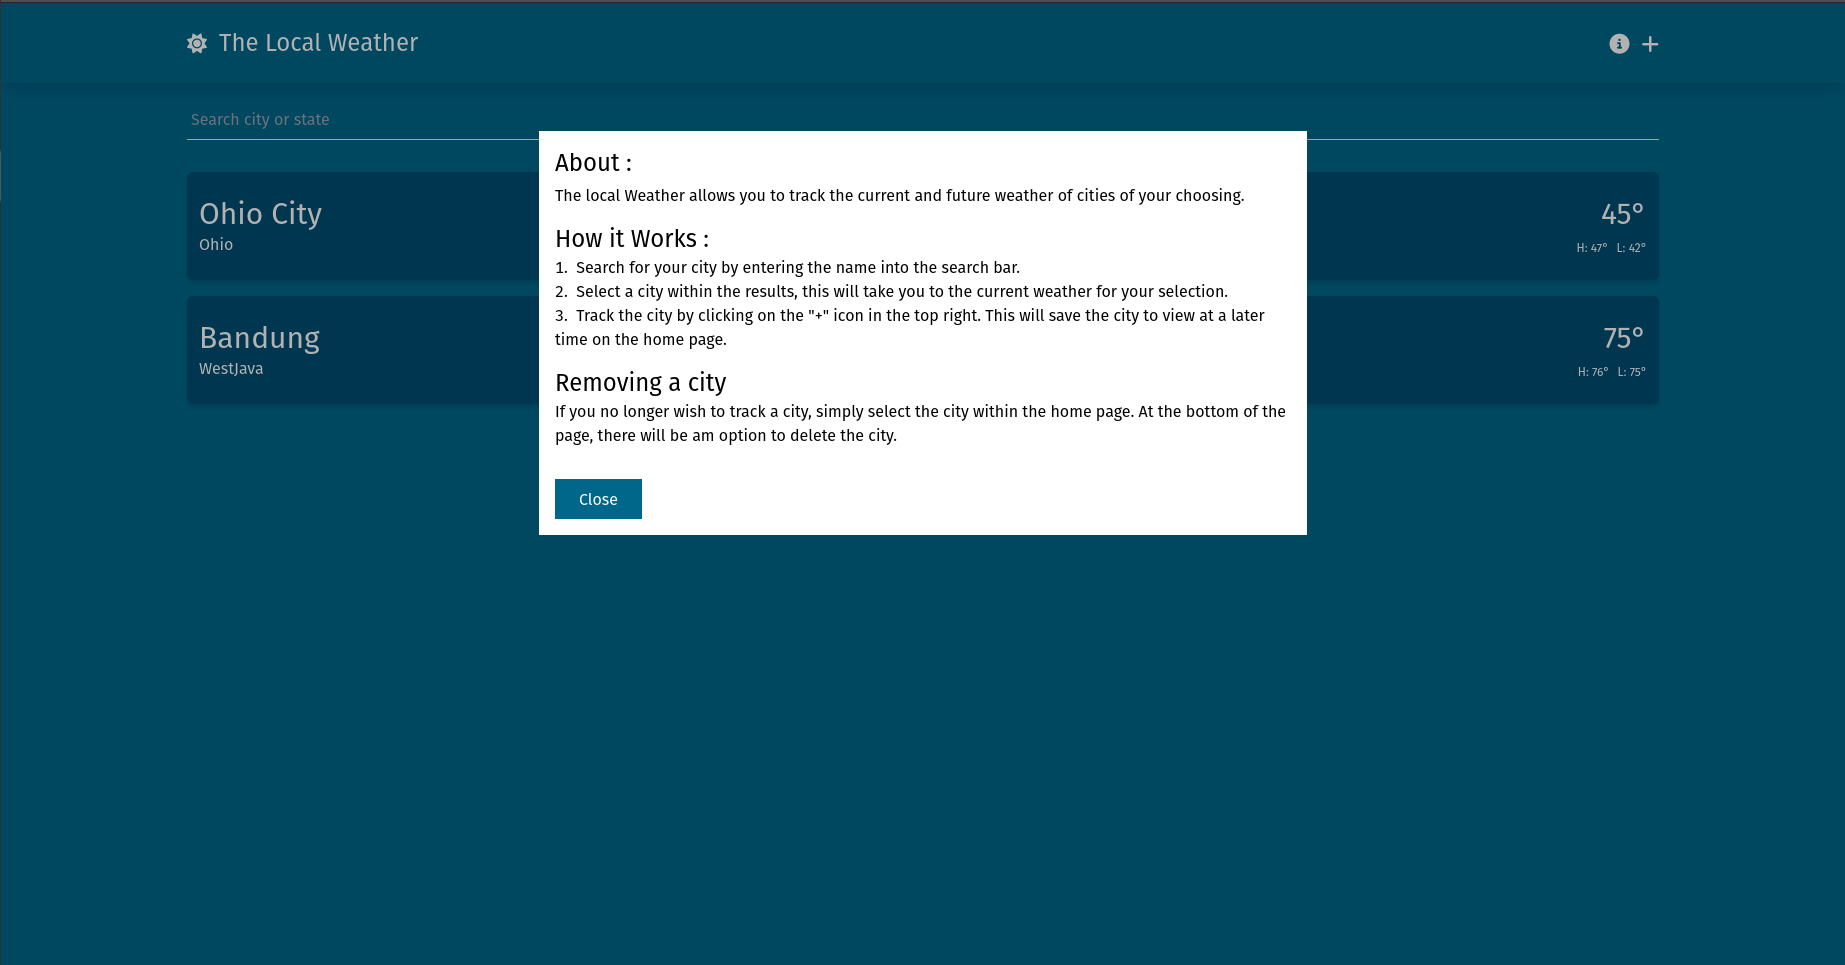 The Local Weather
Search city or state
Ohio City
Ohio
45°
H: 47° L: 42°
Bandung
WestJava
75°
H: 76° L: 75°
About :
The local Weather allows you to track the current and future weather of cities of your choosing.
How it Works :
1. Search for your city by entering the name into the search bar.
2. Select a city within the results, this will take you to the current weather for your selection.
3. Track the city by clicking on the "+" icon in the top right. This will save the city to view at a later
time on the home page.
Removing a city
If you no longer wish to track a city, simply select the city within the home page. At the bottom of the
page, there will be am option to delete the city.
Close